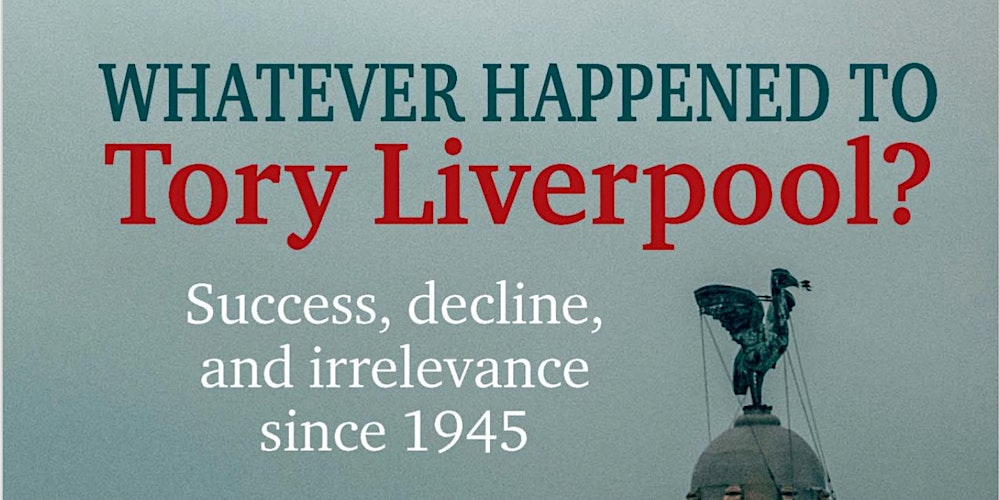 WHATEVER HAPPENED TO
Tory Liverpool?
Success, decline,
and irrelevance
since 1945